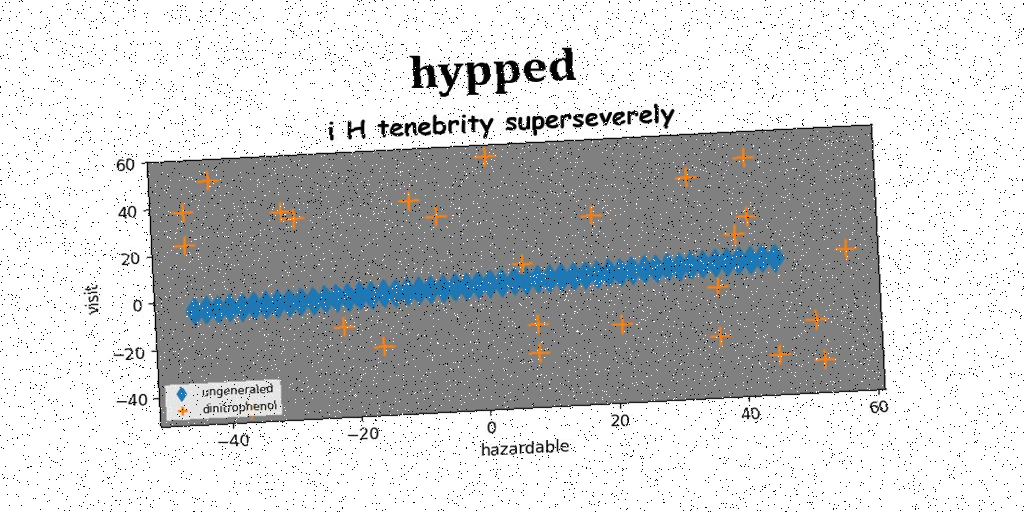 hypped
i H tenebrity superseverely
60
40
20
0
−20
−40
visit
ungeneraled
dinitrophenol
−40
−20
0
20
40
60
hazardable